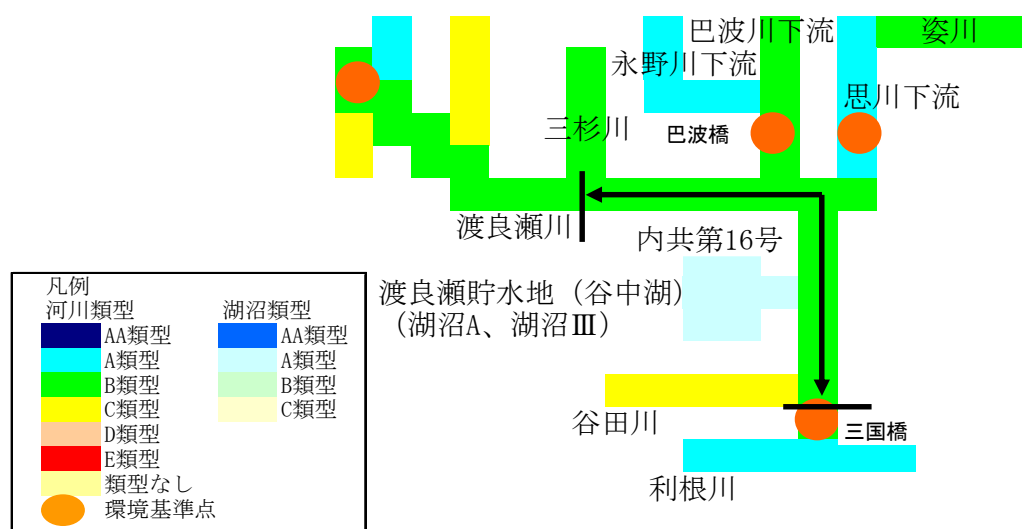 巴波川下流
姿川
永野川下流
思川下流
三杉川
巴波橋
渡良瀬川
内共第16号
渡良瀬貯水地（谷中湖）
（湖沼A、湖沼Ⅲ）
谷田川
三国橋
利根川
凡例
河川類型
湖沼類型
AA類型
AA類型
A類型
A類型
B類型
B類型
C類型
C類型
D類型
E類型
類型なし
環境基準点